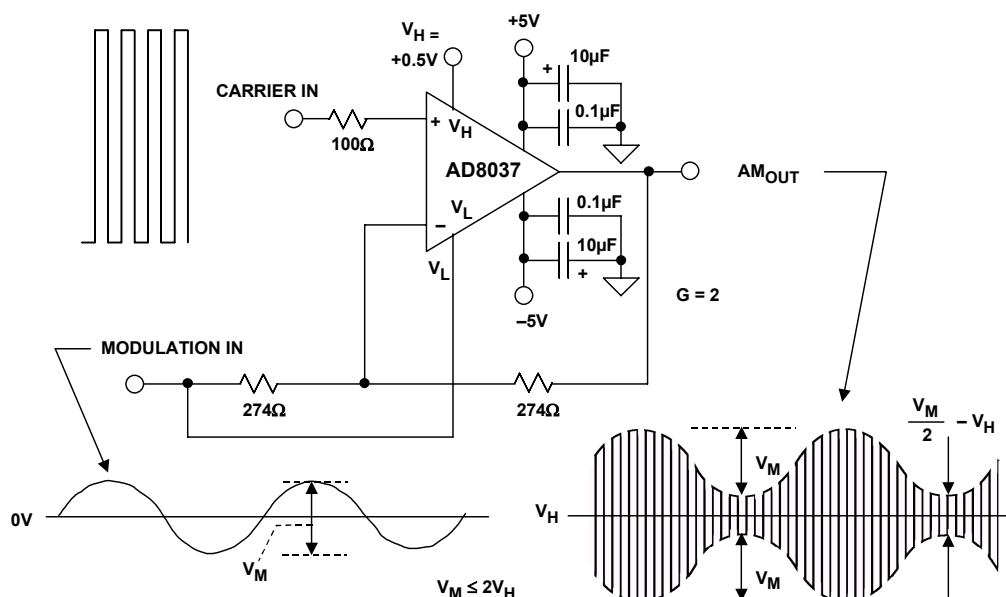 V_H =
+0.5V
+5V
10µF
+
CARRIER IN
0.1µF
+ V_H
100Ω
AD8037
AM_OUT
V_L
0.1µF
–
10µF
V_L
+
G = 2
–5V
MODULATION IN
274Ω
274Ω
V_M/2 – V_H
V_M
0V
V_H
V_M
V_M
V_M ≤ 2V_H